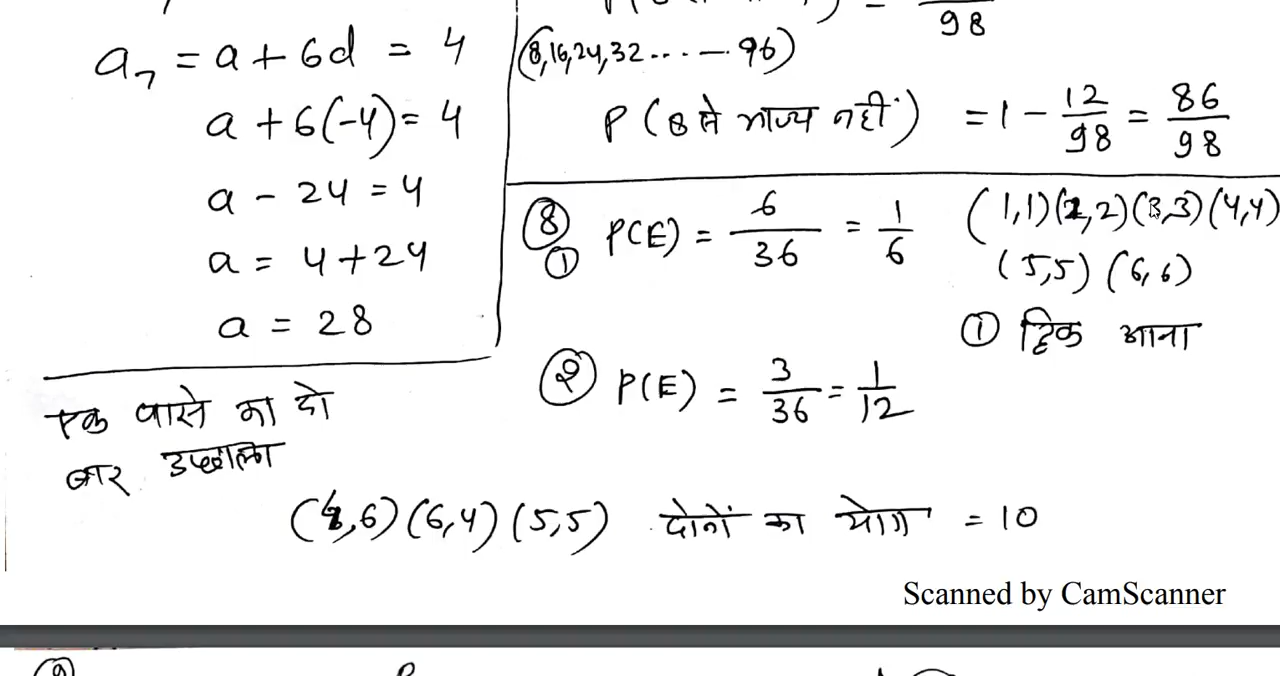 a₇ = a + 6d = 4
a + 6(-4) = 4
a - 24 = 4
a = 4 + 24
a = 28
एक पासे का दो
बार उछाला
98
(8,16,24,32 ... — 96)
P (8 से भाज्य नहीं) = 1 - 12/98 = 86/98
⑧ ① P(E) = 6/36 = 1/6
(1,1) (2,2) (3,3) (4,4)
(5,5) (6,6)
① द्विक आना
② P(E) = 3/36 = 1/12
(4,6) (6,4) (5,5) दोनों का योग = 10
Scanned by CamScanner